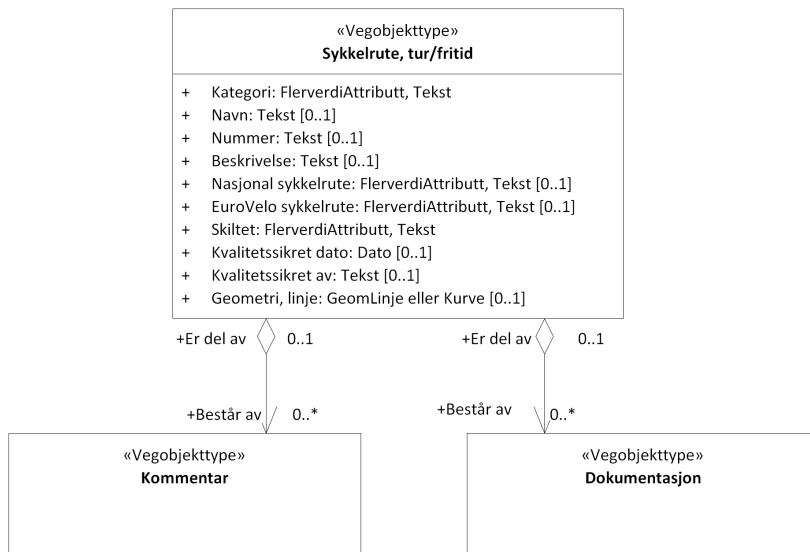 «Vegobjekttype»
Sykkelrute, tur/fritid
+ Kategori: FlerverdiAttributt, Tekst
+ Navn: Tekst [0..1]
+ Nummer: Tekst [0..1]
+ Beskrivelse: Tekst [0..1]
+ Nasjonal sykkelrute: FlerverdiAttributt, Tekst [0..1]
+ EuroVelo sykkelrute: FlerverdiAttributt, Tekst [0..1]
+ Skiltet: FlerverdiAttributt, Tekst
+ Kvalitetssikret dato: Dato [0..1]
+ Kvalitetssikret av: Tekst [0..1]
+ Geometri, linje: GeomLinje eller Kurve [0..1]
+Er del av 0..1 +Er del av 0..1
+Består av 0..* +Består av 0..*
«Vegobjekttype»
Kommentar
«Vegobjekttype»
Dokumentasjon